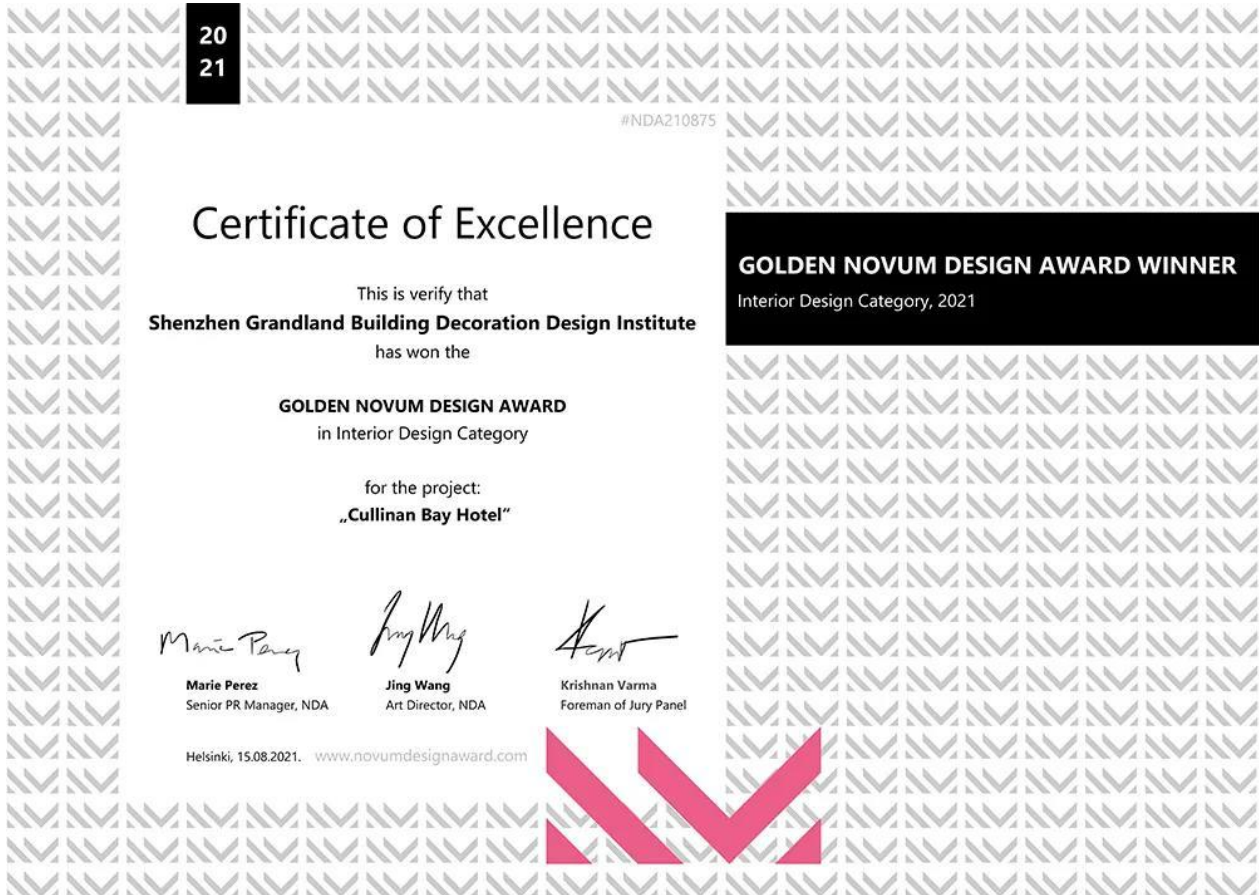 20
21
#NDA210875
Certificate of Excellence
This is verify that
Shenzhen Grandland Building Decoration Design Institute
has won the
GOLDEN NOVUM DESIGN AWARD
in Interior Design Category
for the project:
„Cullinan Bay Hotel“
GOLDEN NOVUM DESIGN AWARD WINNER
Interior Design Category, 2021
Marie Perez
Marie Perez
Senior PR Manager, NDA
Jing Wang
Art Director, NDA
Krishnan Varma
Foreman of Jury Panel
Helsinki, 15.08.2021. www.novumdesignaward.com